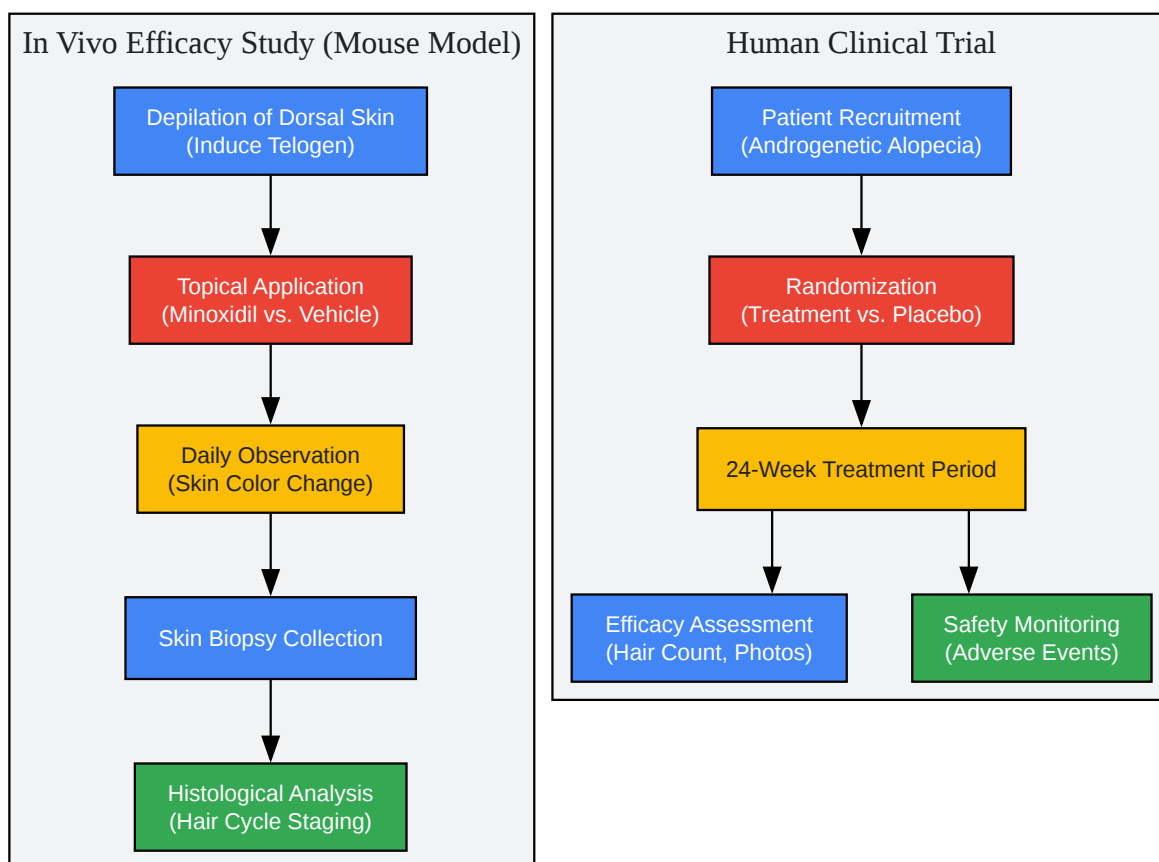 In Vivo Efficacy Study (Mouse Model)
Depilation of Dorsal Skin
(Induce Telogen)
Topical Application
(Minoxidil vs. Vehicle)
Daily Observation
(Skin Color Change)
Skin Biopsy Collection
Histological Analysis
(Hair Cycle Staging)
Human Clinical Trial
Patient Recruitment
(Androgenetic Alopecia)
Randomization
(Treatment vs. Placebo)
24-Week Treatment Period
Efficacy Assessment
(Hair Count, Photos)
Safety Monitoring
(Adverse Events)